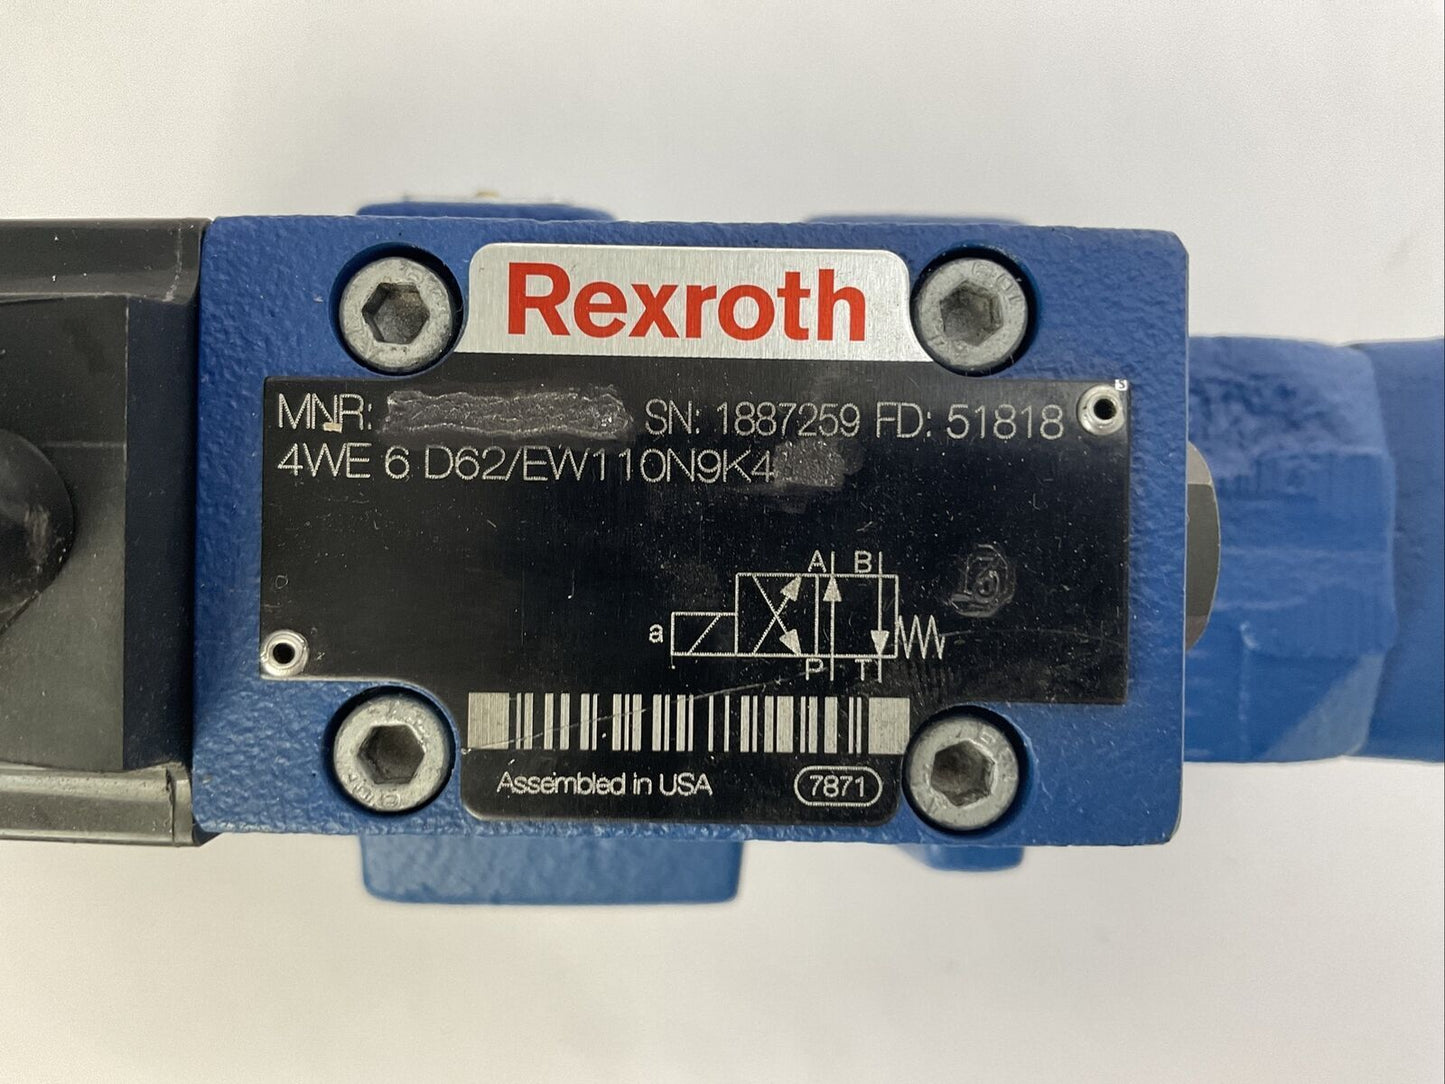 Rexroth
MNR: SN: 1887259 FD: 51818
4WE 6 D62/EW110N9K4
A B
a
P T
Assembled in USA 7871